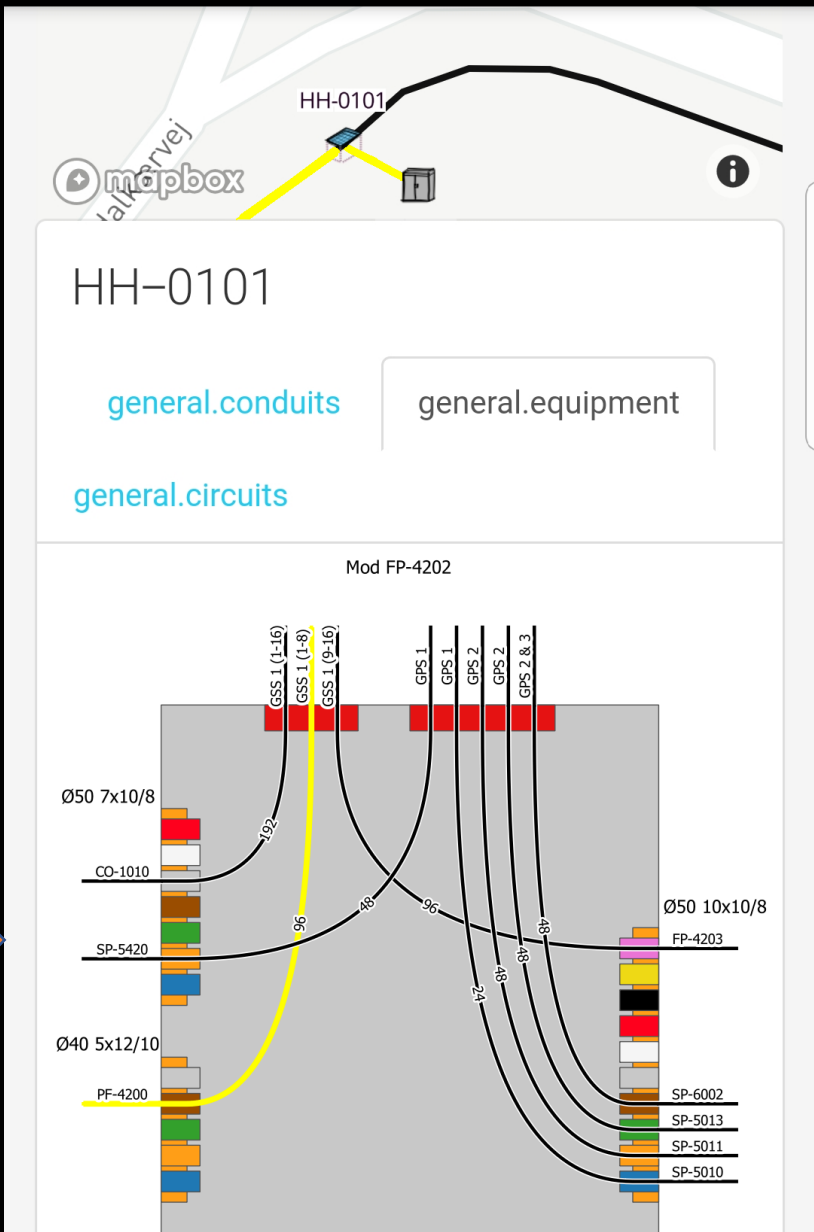 HH-0101
mapbox
HH–0101
general.conduits
general.equipment
general.circuits
Mod FP-4202
GSS 1 (1-16)
GSS 1 (1-8)
GSS 1 (9-16)
GPS 1
GPS 1
GPS 2
GPS 2
GPS 2 & 3
Ø50 7x10/8
192
CO-1010
48
96
96
Ø50 10x10/8
48
FP-4203
SP-5420
48
48
24
Ø40 5x12/10
PF-4200
SP-6002
SP-5013
SP-5011
SP-5010